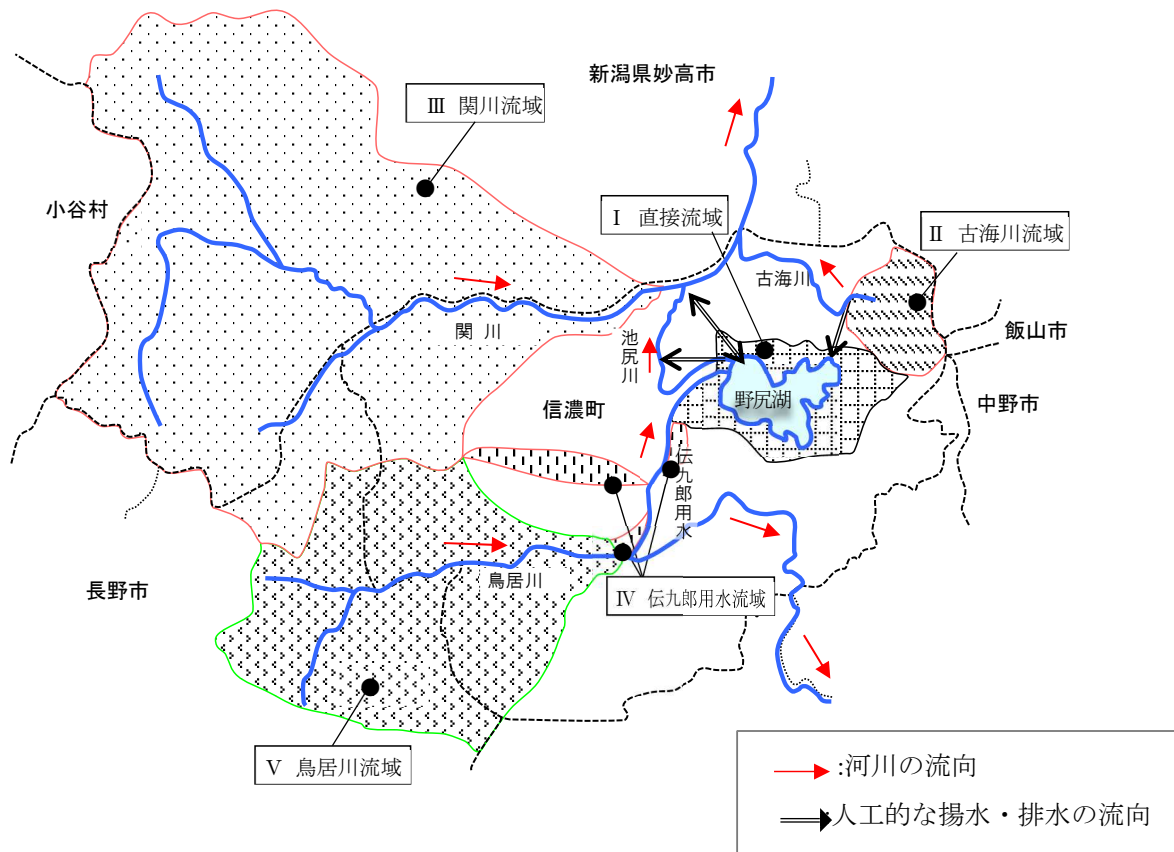 新潟県妙高市
Ⅲ 関川流域
小谷村
Ⅰ 直接流域
Ⅱ 古海川流域
古海川
関川
池尻川
飯山市
野尻湖
中野市
信濃町
伝九郎用水
鳥居川
長野市
Ⅳ 伝九郎用水流域
Ⅴ 鳥居川流域
:河川の流向
人工的な揚水・排水の流向